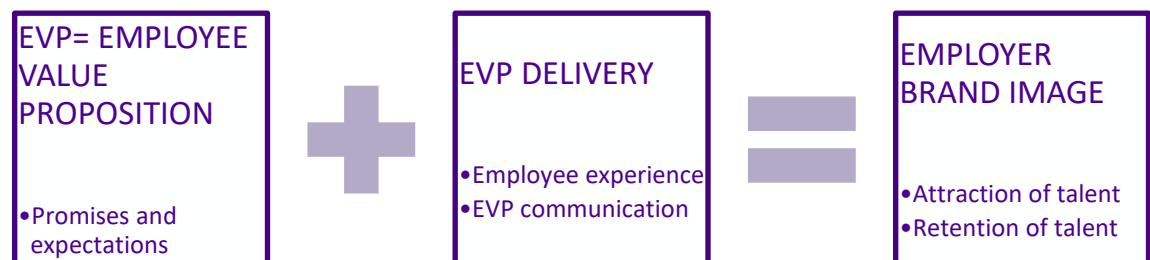 EVP= EMPLOYEE
VALUE
PROPOSITION
•Promises and
expectations
EVP DELIVERY
•Employee experience
•EVP communication
EMPLOYER
BRAND IMAGE
•Attraction of talent
•Retention of talent